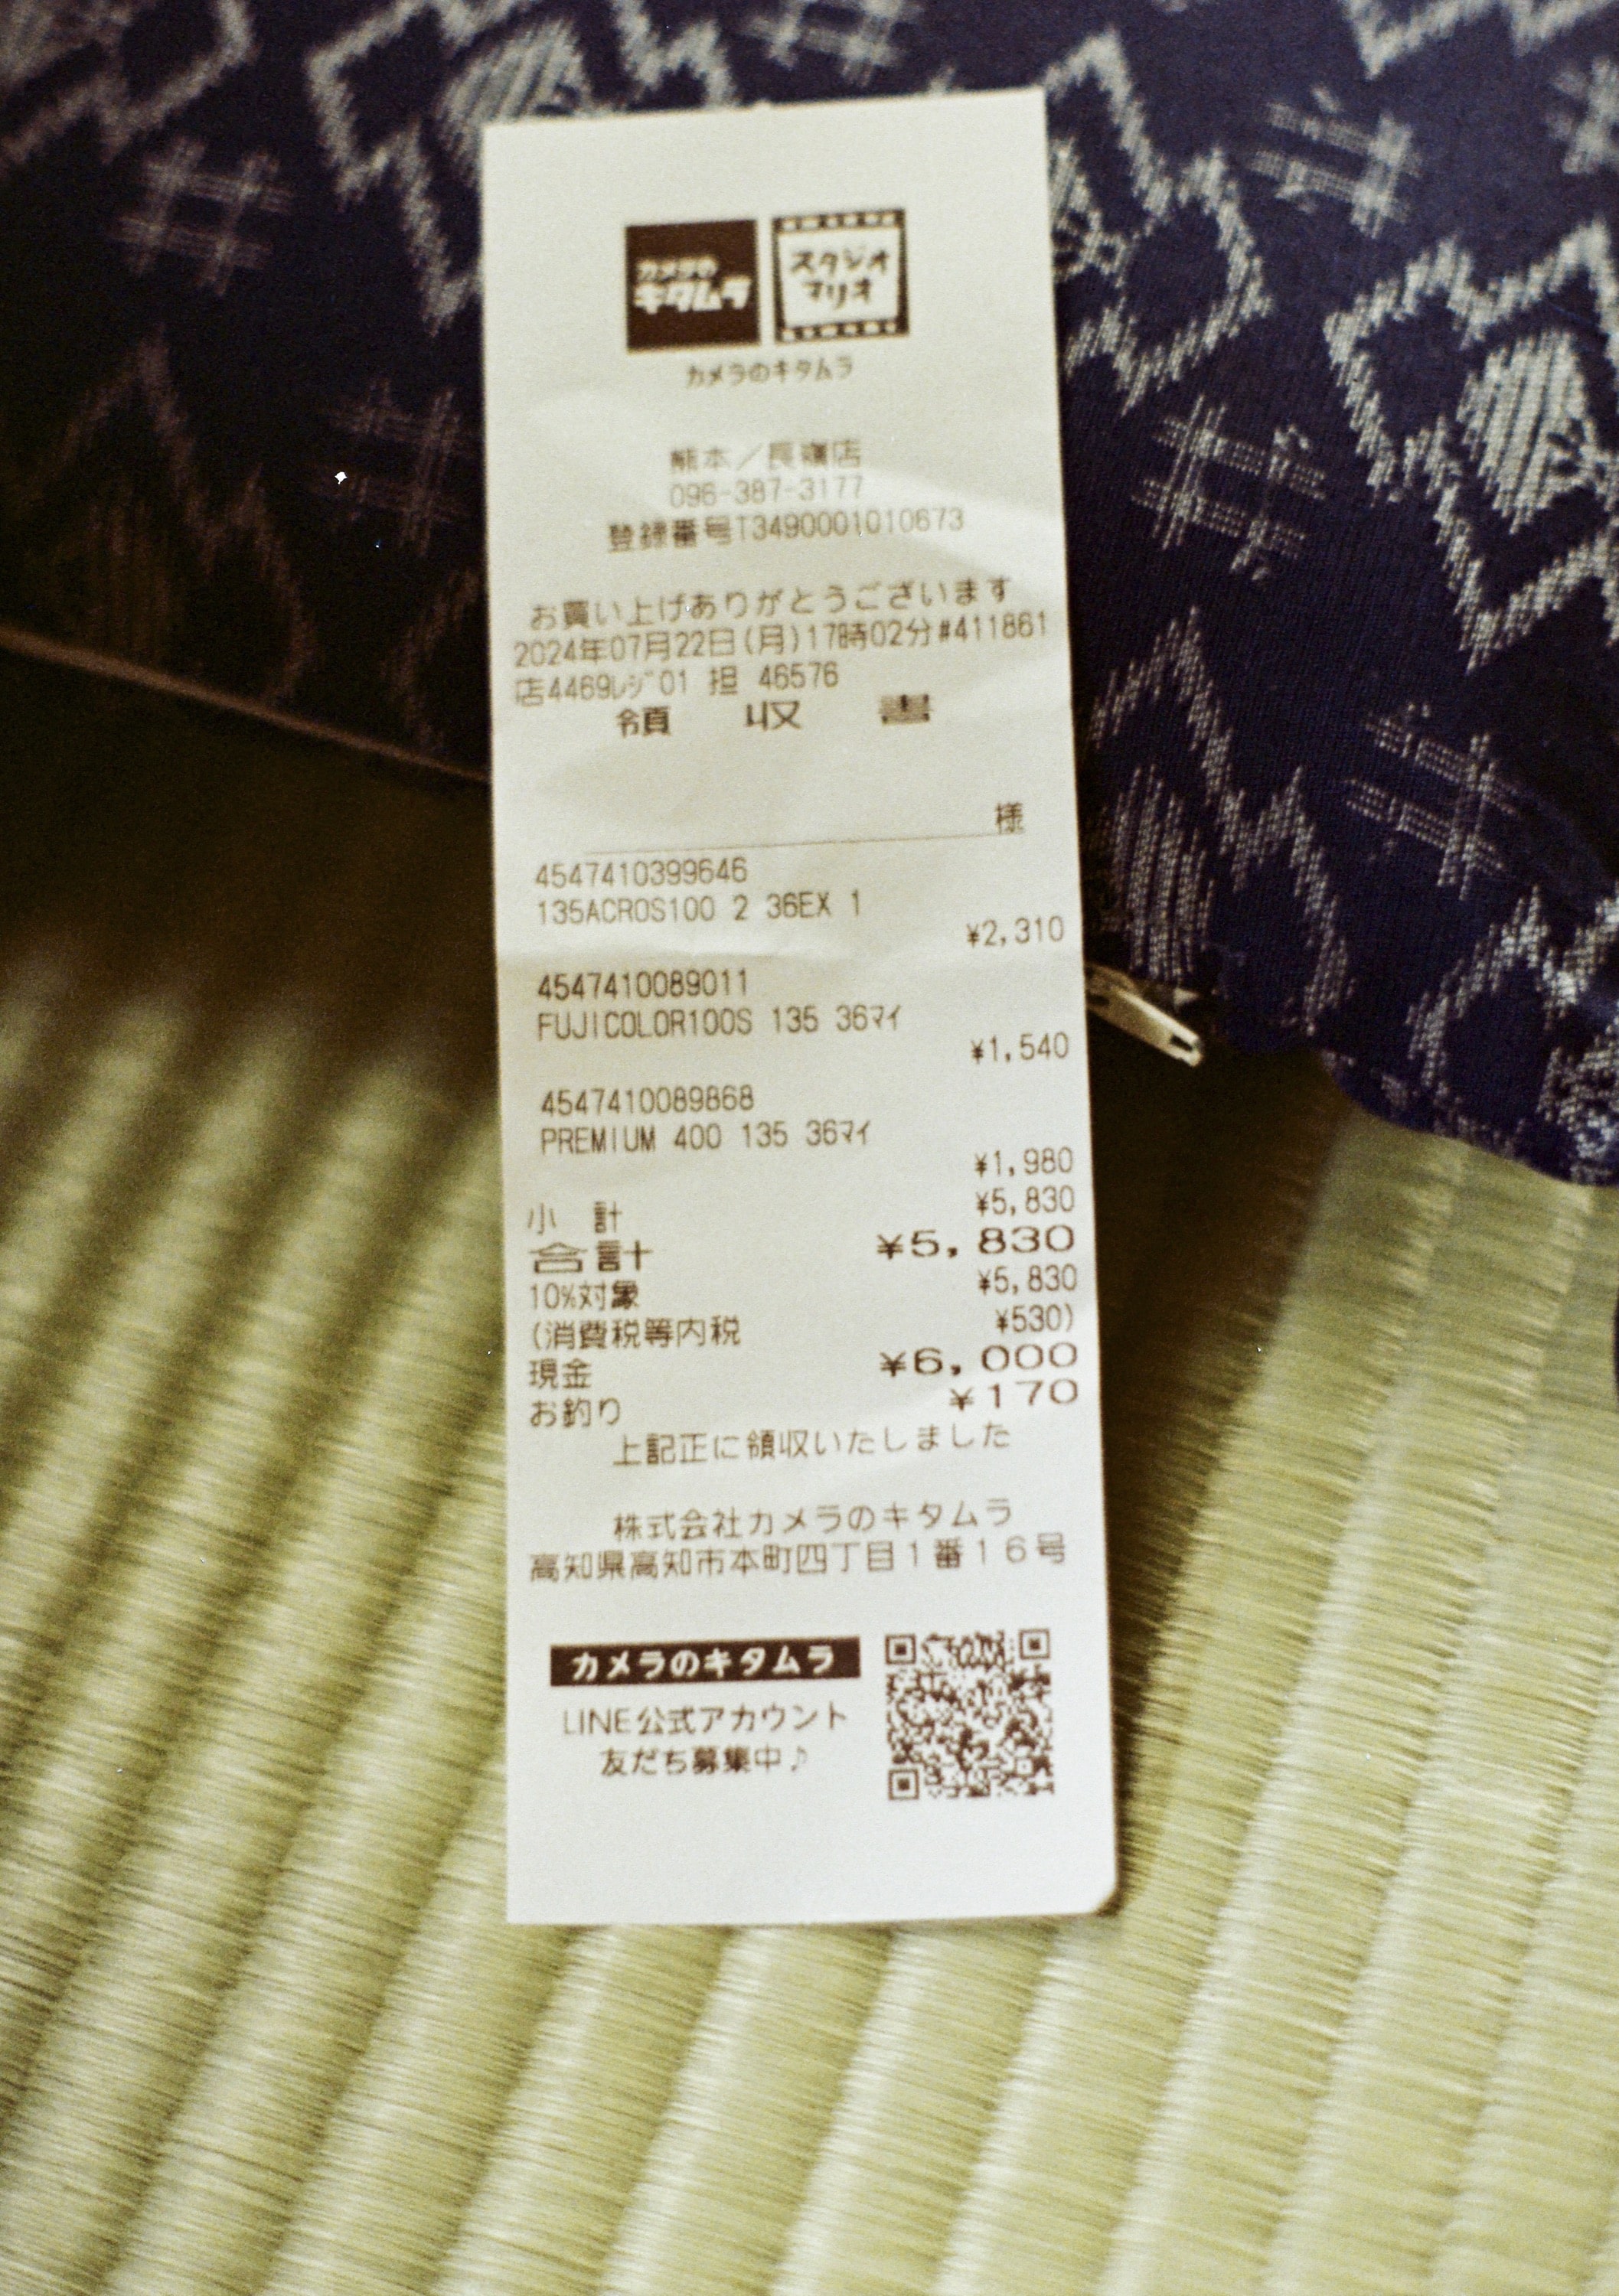 カメラの
キタムラ
スタジオ
マリオ
カメラのキタムラ
熊本／長嶺店
096-387-3177
登録番号T3490001010673
お買い上げありがとうございます
2024年07月22日(月)17時02分#411861
店4469ﾚｼﾞ01 担 46576
領 収 書
様
4547410399646
135ACROS100 2 36EX 1
¥2,310
4547410089011
FUJICOLOR100S 135 36ﾏｲ
¥1,540
4547410089868
PREMIUM 400 135 36ﾏｲ
¥1,980
小 計 ¥5,830
合計 ¥5,830
10%対象 ¥5,830
(消費税等内税 ¥530)
現金 ¥6,000
お釣り ¥170
上記正に領収いたしました
株式会社カメラのキタムラ
高知県高知市本町四丁目1番16号
カメラのキタムラ
LINE公式アカウント
友だち募集中♪